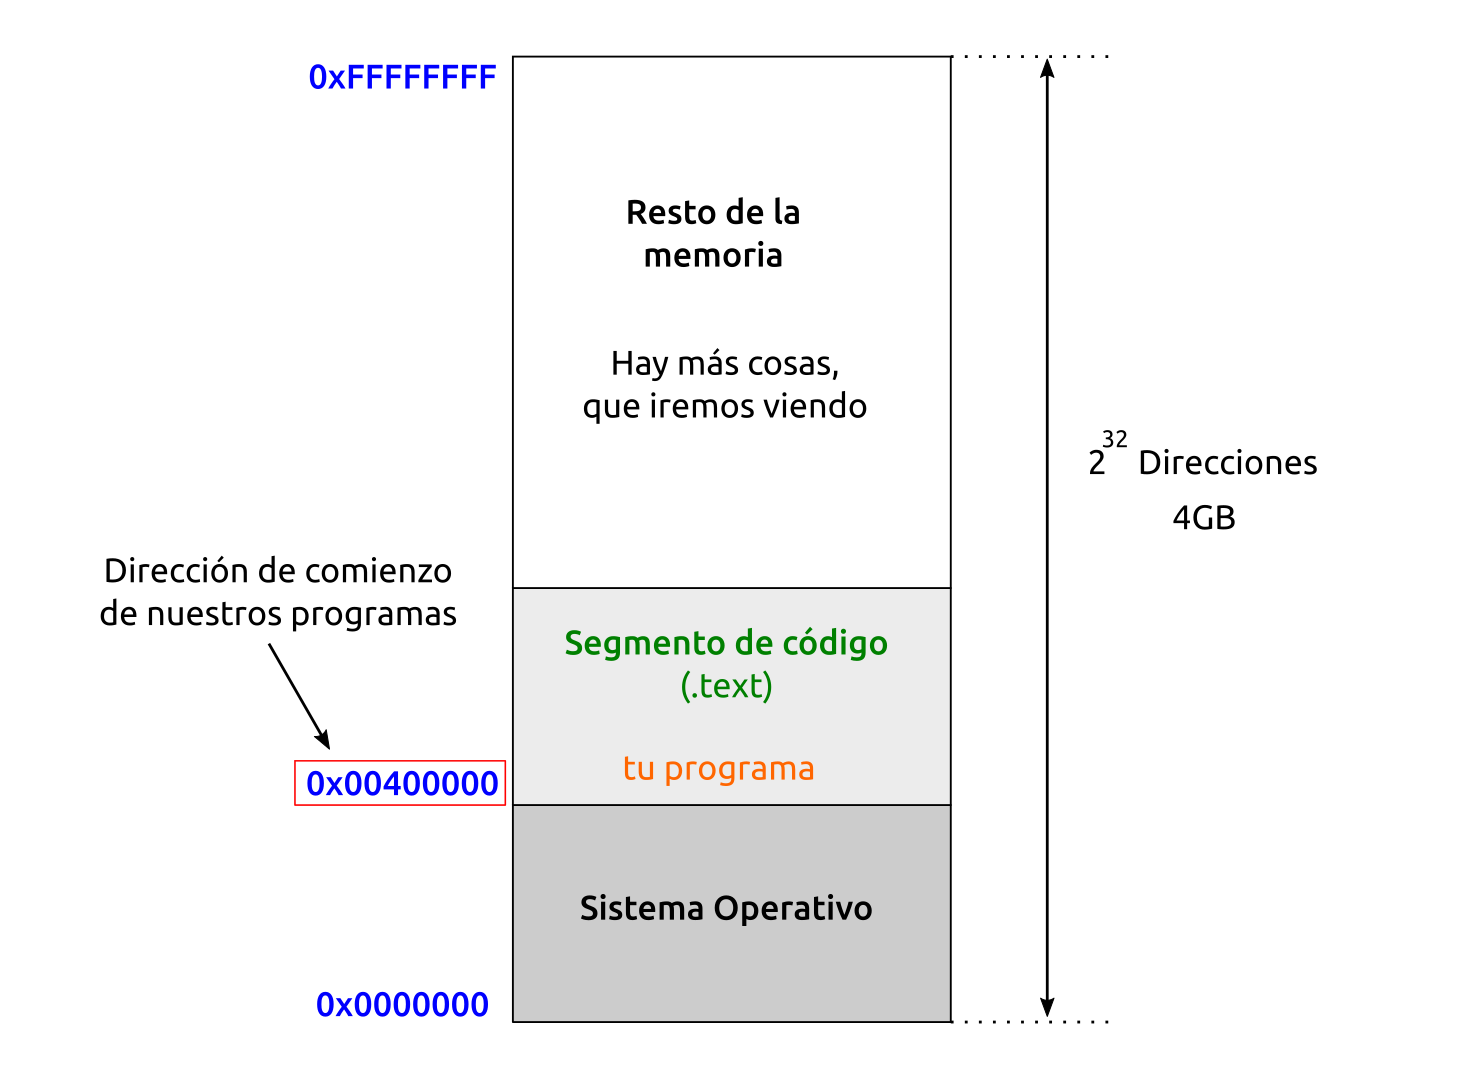 0xFFFFFFFF
Resto de la
memoria
Hay más cosas,
que iremos viendo
2^32 Direcciones
4GB
Dirección de comienzo
de nuestros programas
0x00400000
Segmento de código
(.text)
tu programa
Sistema Operativo
0x0000000